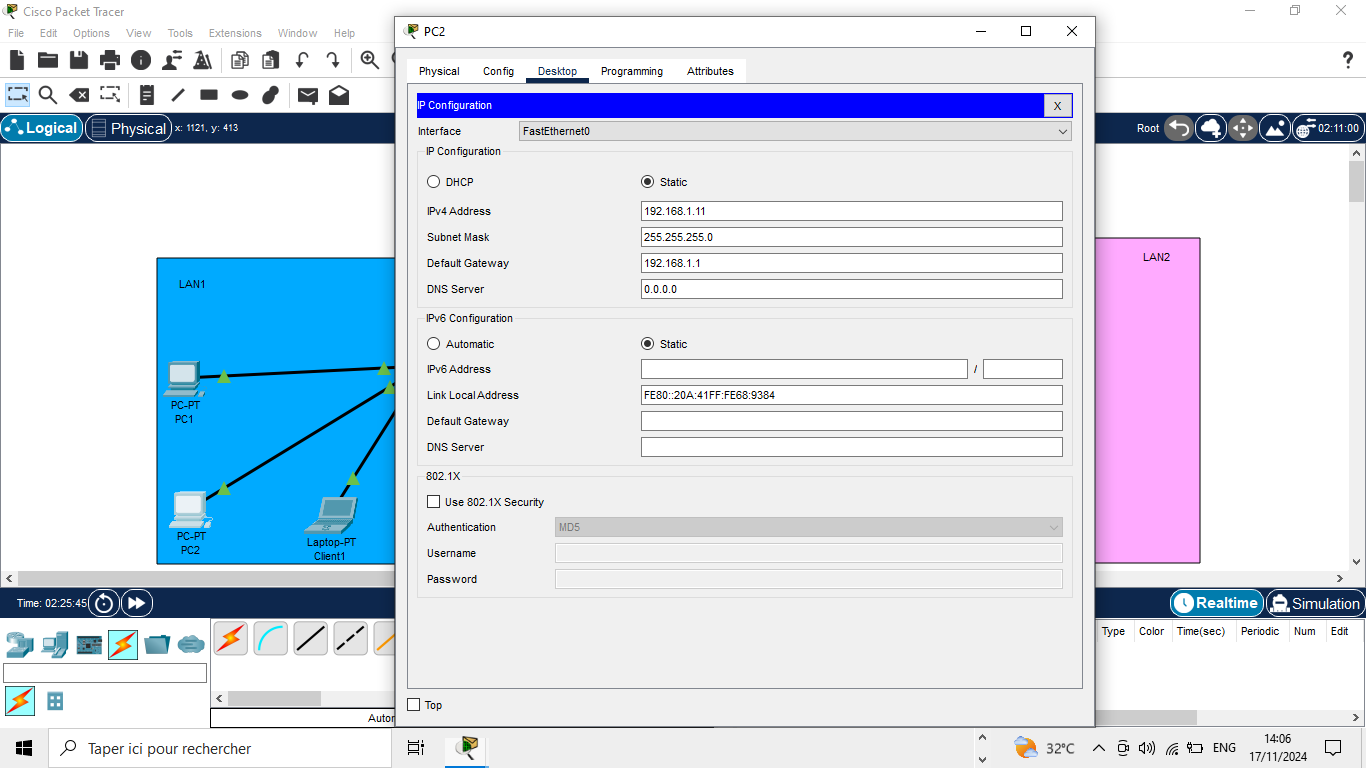 Cisco Packet Tracer
File Edit Options View Tools Extensions Window Help
Logical Physical x: 1121, y: 413
Root 02:11:00
LAN1
PC-PT
PC1
PC-PT
PC2
Laptop-PT
Client1
LAN2
PC2
Physical Config Desktop Programming Attributes
IP Configuration X
Interface FastEthernet0
IP Configuration
DHCP Static
IPv4 Address 192.168.1.11
Subnet Mask 255.255.255.0
Default Gateway 192.168.1.1
DNS Server 0.0.0.0
IPv6 Configuration
Automatic Static
IPv6 Address /
Link Local Address FE80::20A:41FF:FE68:9384
Default Gateway
DNS Server
802.1X
Use 802.1X Security
Authentication MD5
Username
Password
Top
Time: 02:25:45
Realtime Simulation
Type Color Time(sec) Periodic Num Edit
Autor
Taper ici pour rechercher
32°C ENG 14:06
17/11/2024